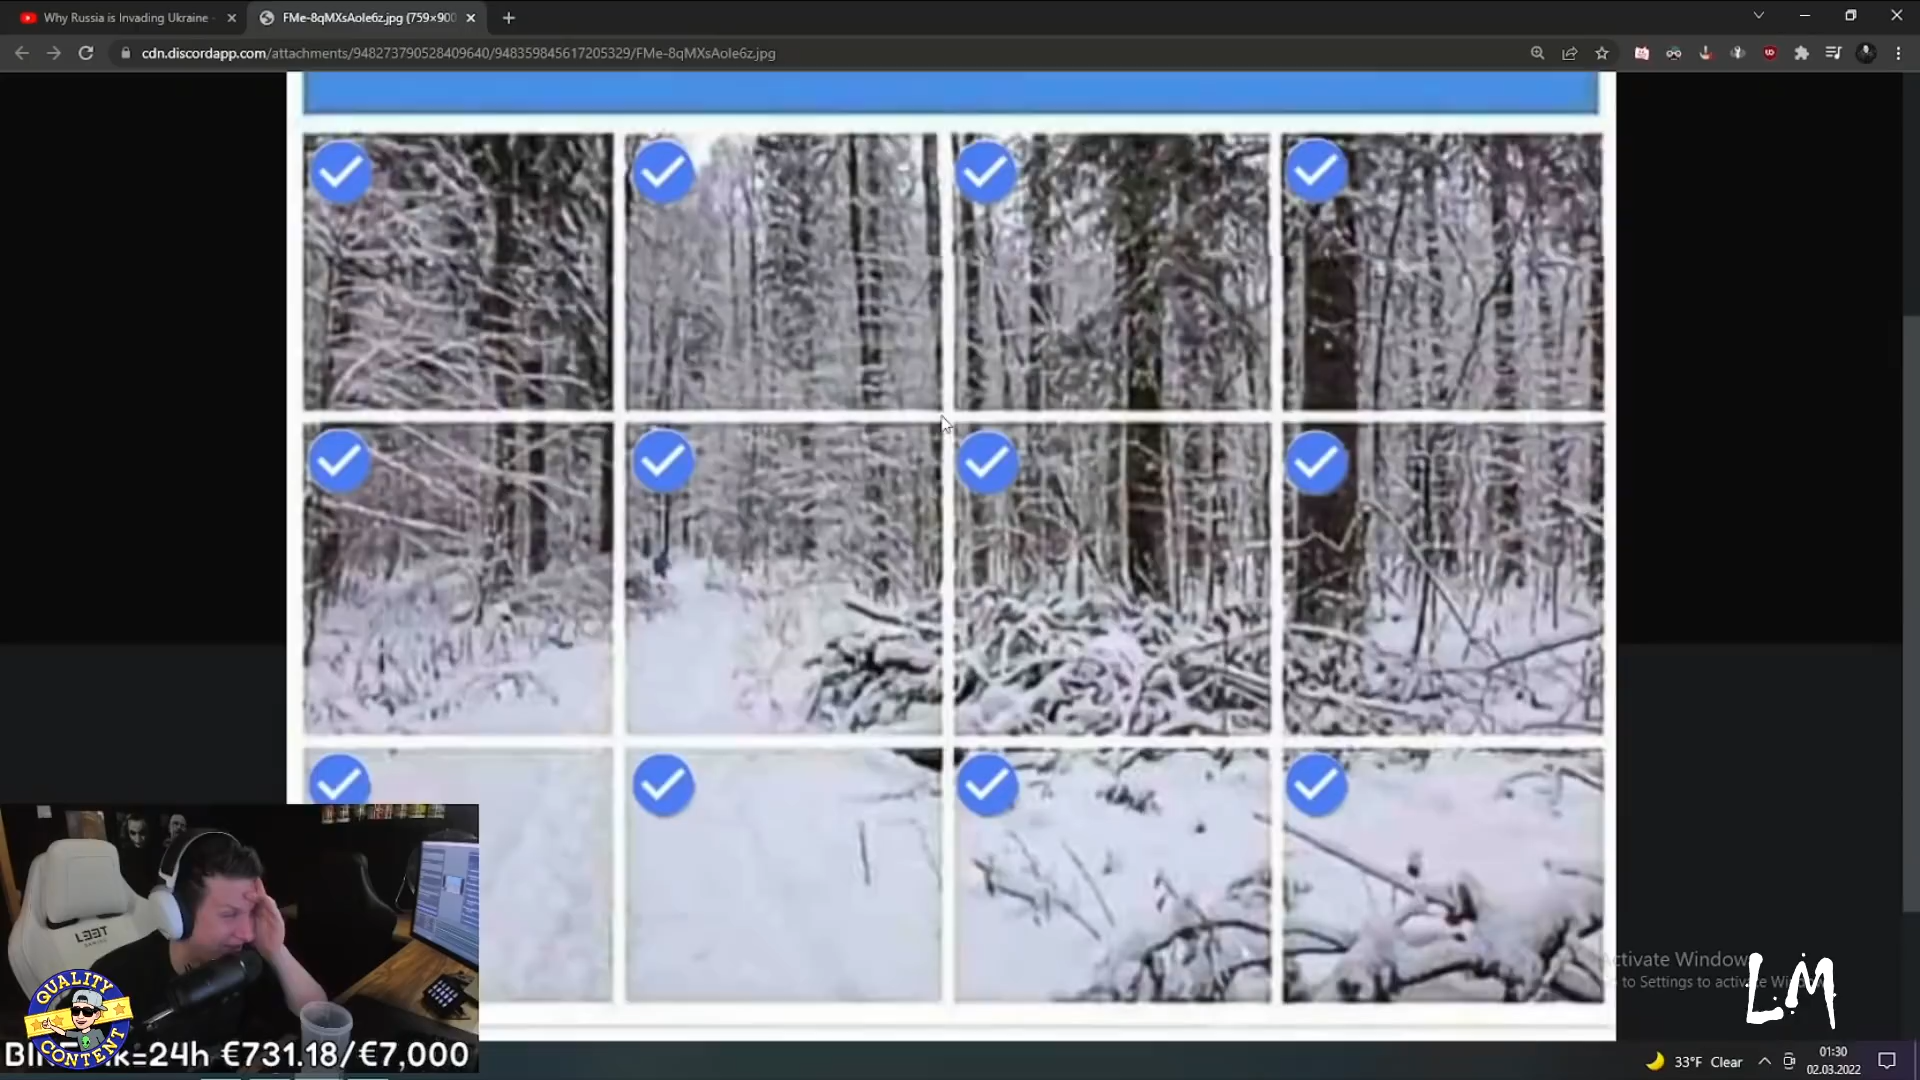 Why Russia is Invading Ukraine
FMe-8qMXsAole6z.jpg (759×900
cdn.discordapp.com/attachments/948273790528409640/948359845617205329/FMe-8qMXsAole6z.jpg
L33T
QUALITY
CONTENT
=24h €731.18/€7,000
Activate Window
to Settings to activate
LM
33°F Clear
01:30
02.03.2022